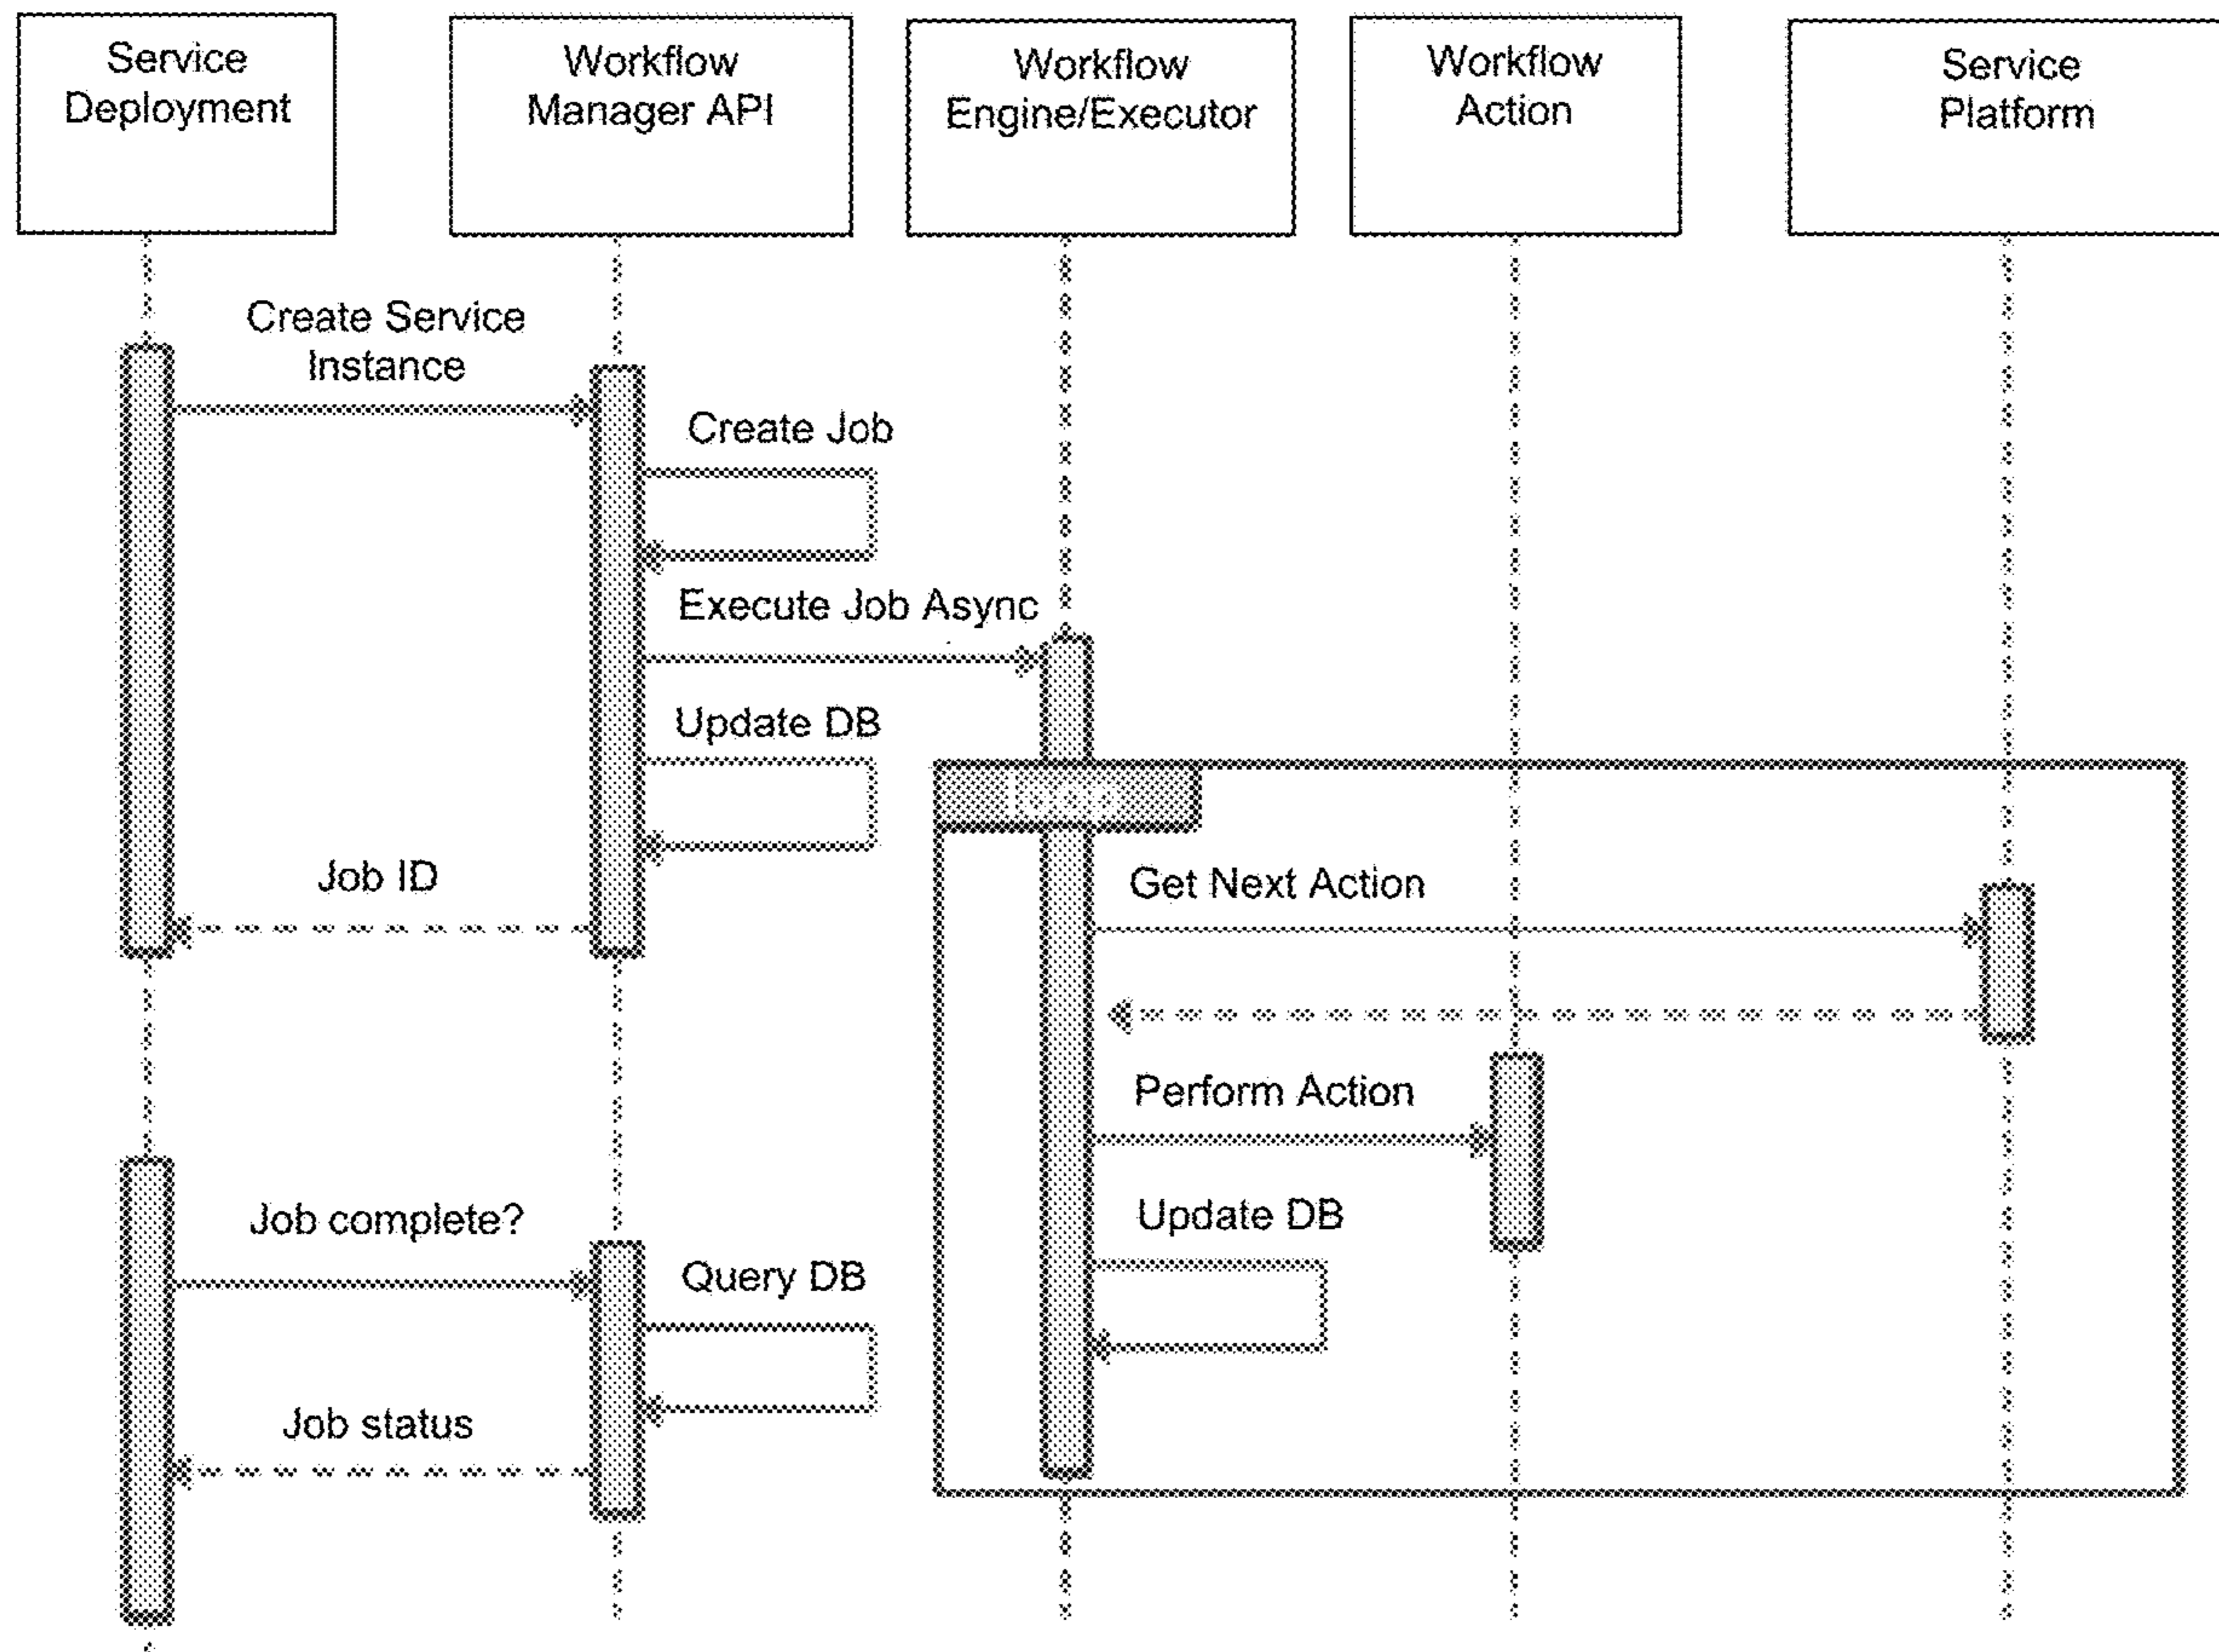 Service
Deployment
Workflow
Manager API
Workflow
Engine/Executor
Workflow
Action
Service
Platform
Create Service
Instance
Create Job
Execute Job Async
Update DB
Job ID
Get Next Action
Perform Action
Update DB
Job complete?
Query DB
Job status